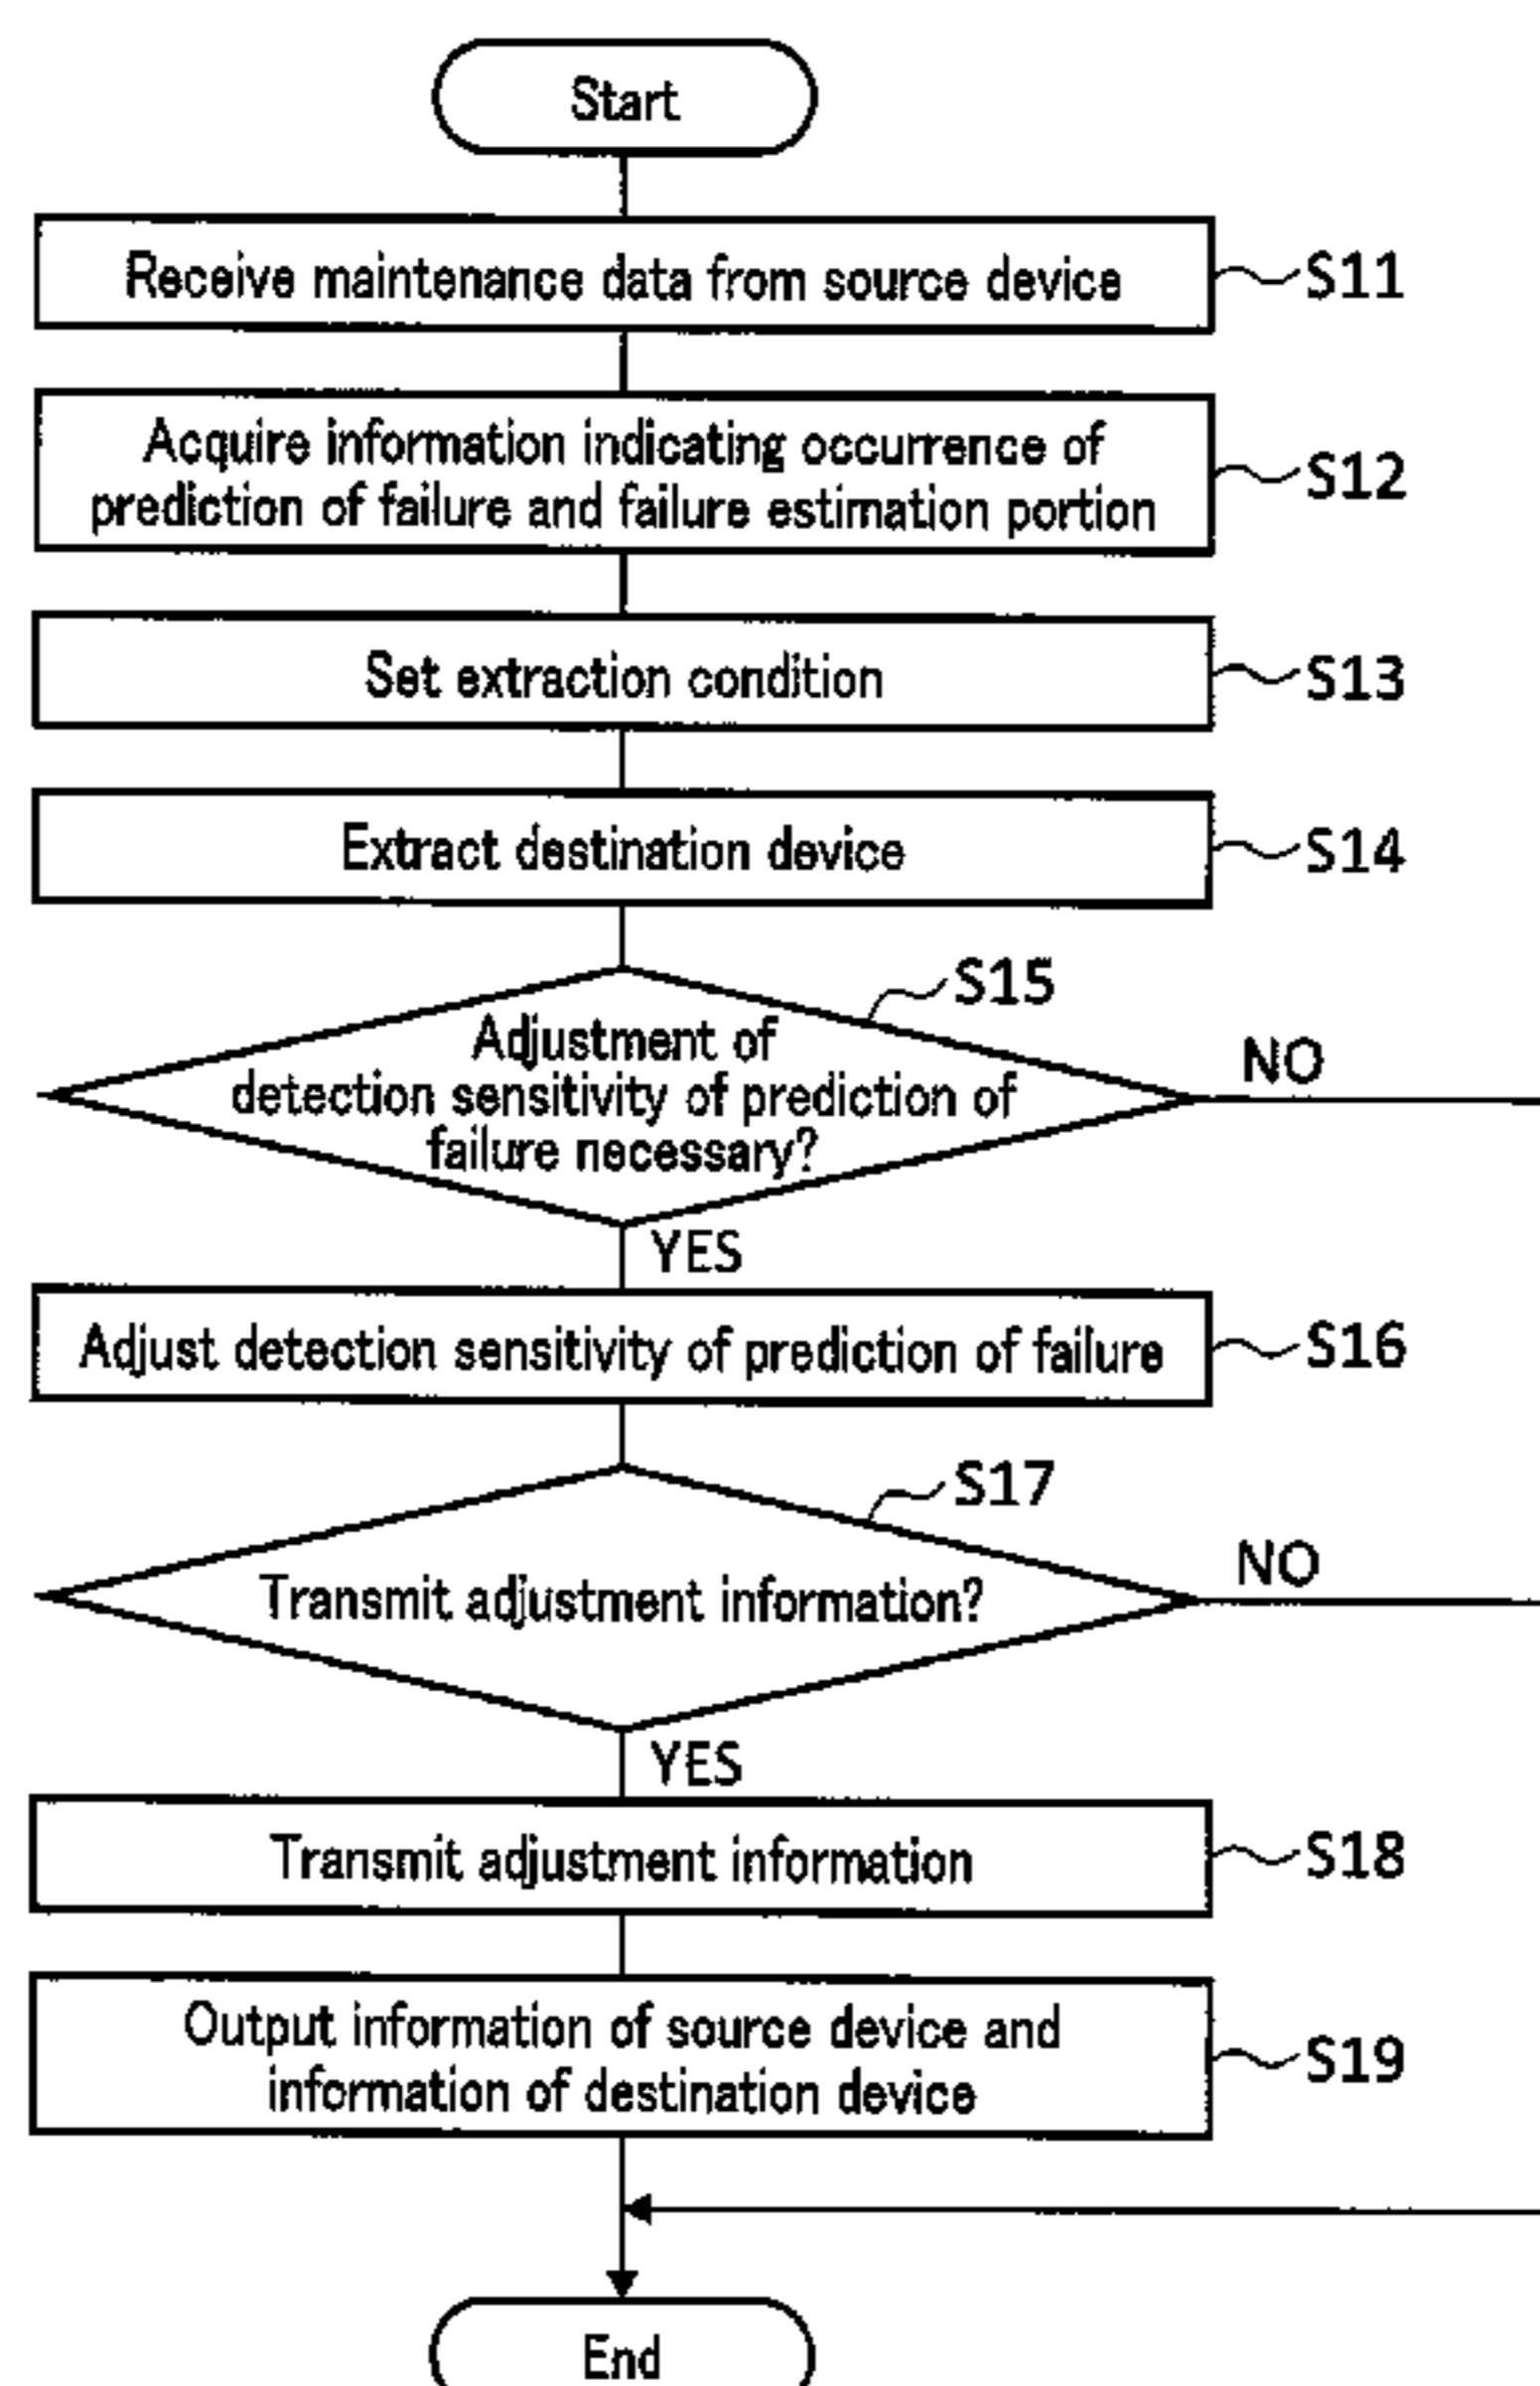 Start
Receive maintenance data from source device
S11
Acquire information indicating occurrence of
prediction of failure and failure estimation portion
S12
Set extraction condition
S13
Extract destination device
S14
S15
Adjustment of
detection sensitivity of prediction of
failure necessary?
NO
YES
Adjust detection sensitivity of prediction of failure
S16
S17
Transmit adjustment information?
NO
YES
Transmit adjustment information
S18
Output information of source device and
information of destination device
S19
End